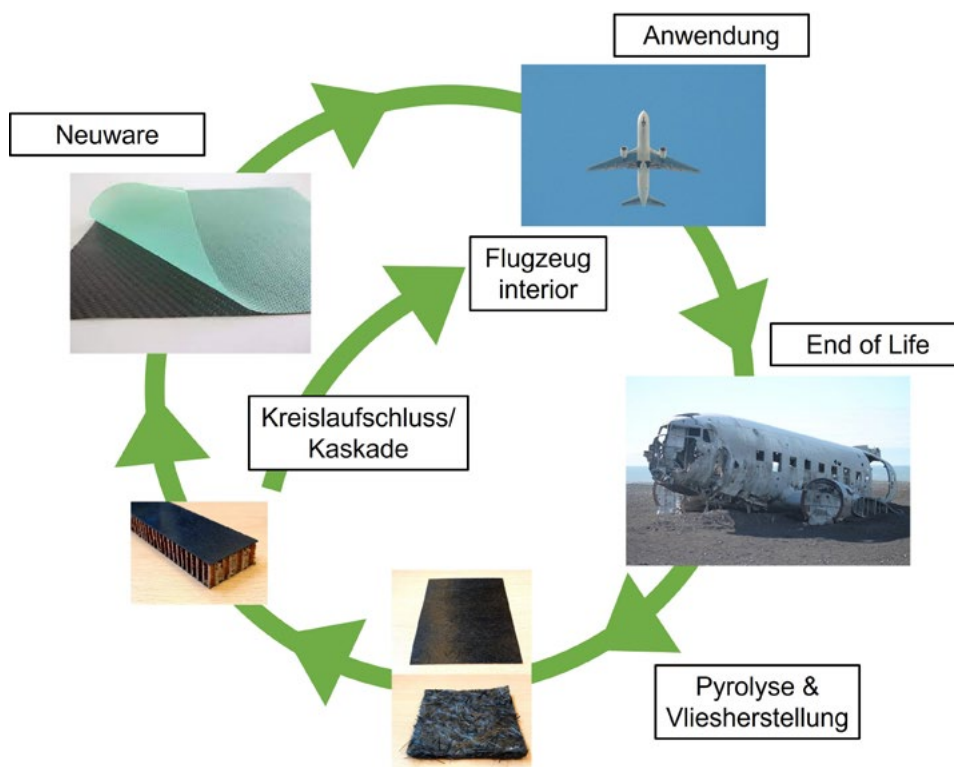 Anwendung
Neuware
Flugzeug
interior
End of Life
Kreislaufschluss/
Kaskade
Pyrolyse &
Vliesherstellung